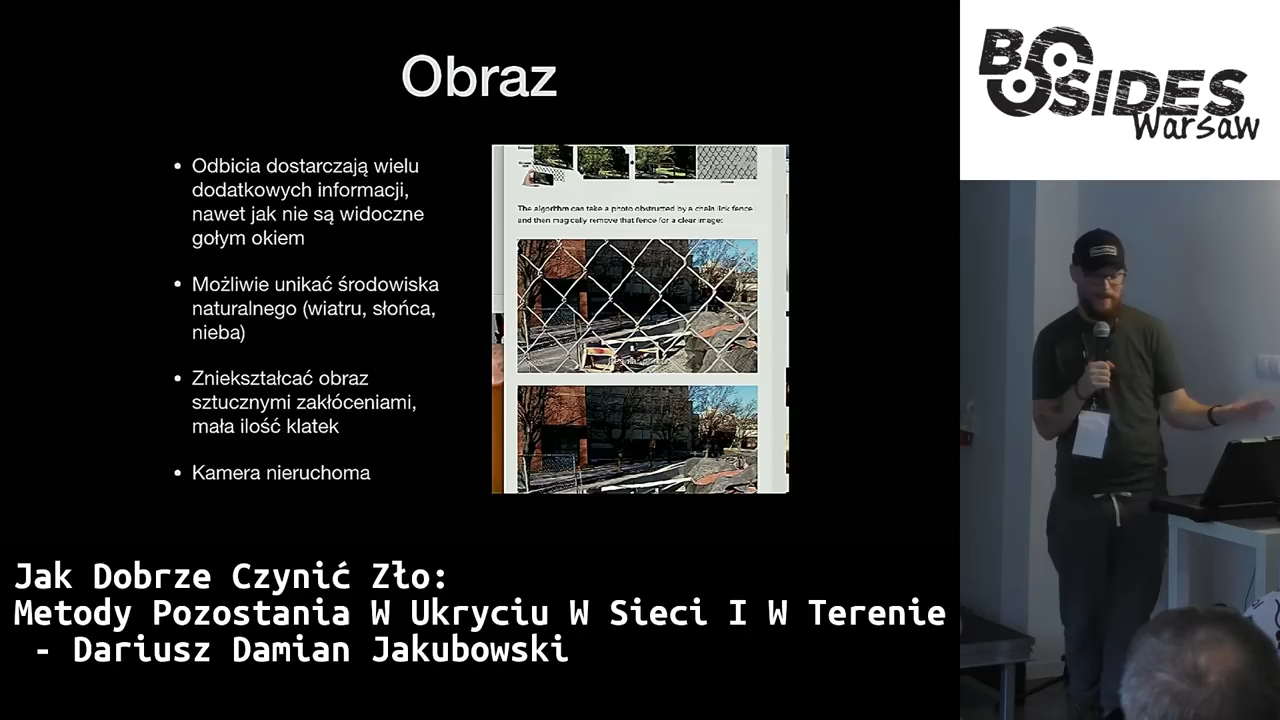 Obraz
• Odbicia dostarczają wielu
dodatkowych informacji,
nawet jak nie są widoczne
gołym okiem
• Możliwie unikać środowiska
naturalnego (wiatru, słońca,
nieba)
• Zniekształcać obraz
sztucznymi zakłóceniami,
mała ilość klatek
• Kamera nieruchoma
The algorithm can take a photo obstructed by a chain link fence
and then magically remove that fence for a clear image:
Jak Dobrze Czynić Zło:
Metody Pozostania W Ukryciu W Sieci I W Terenie
- Dariusz Damian Jakubowski
BSIDES
Warsaw